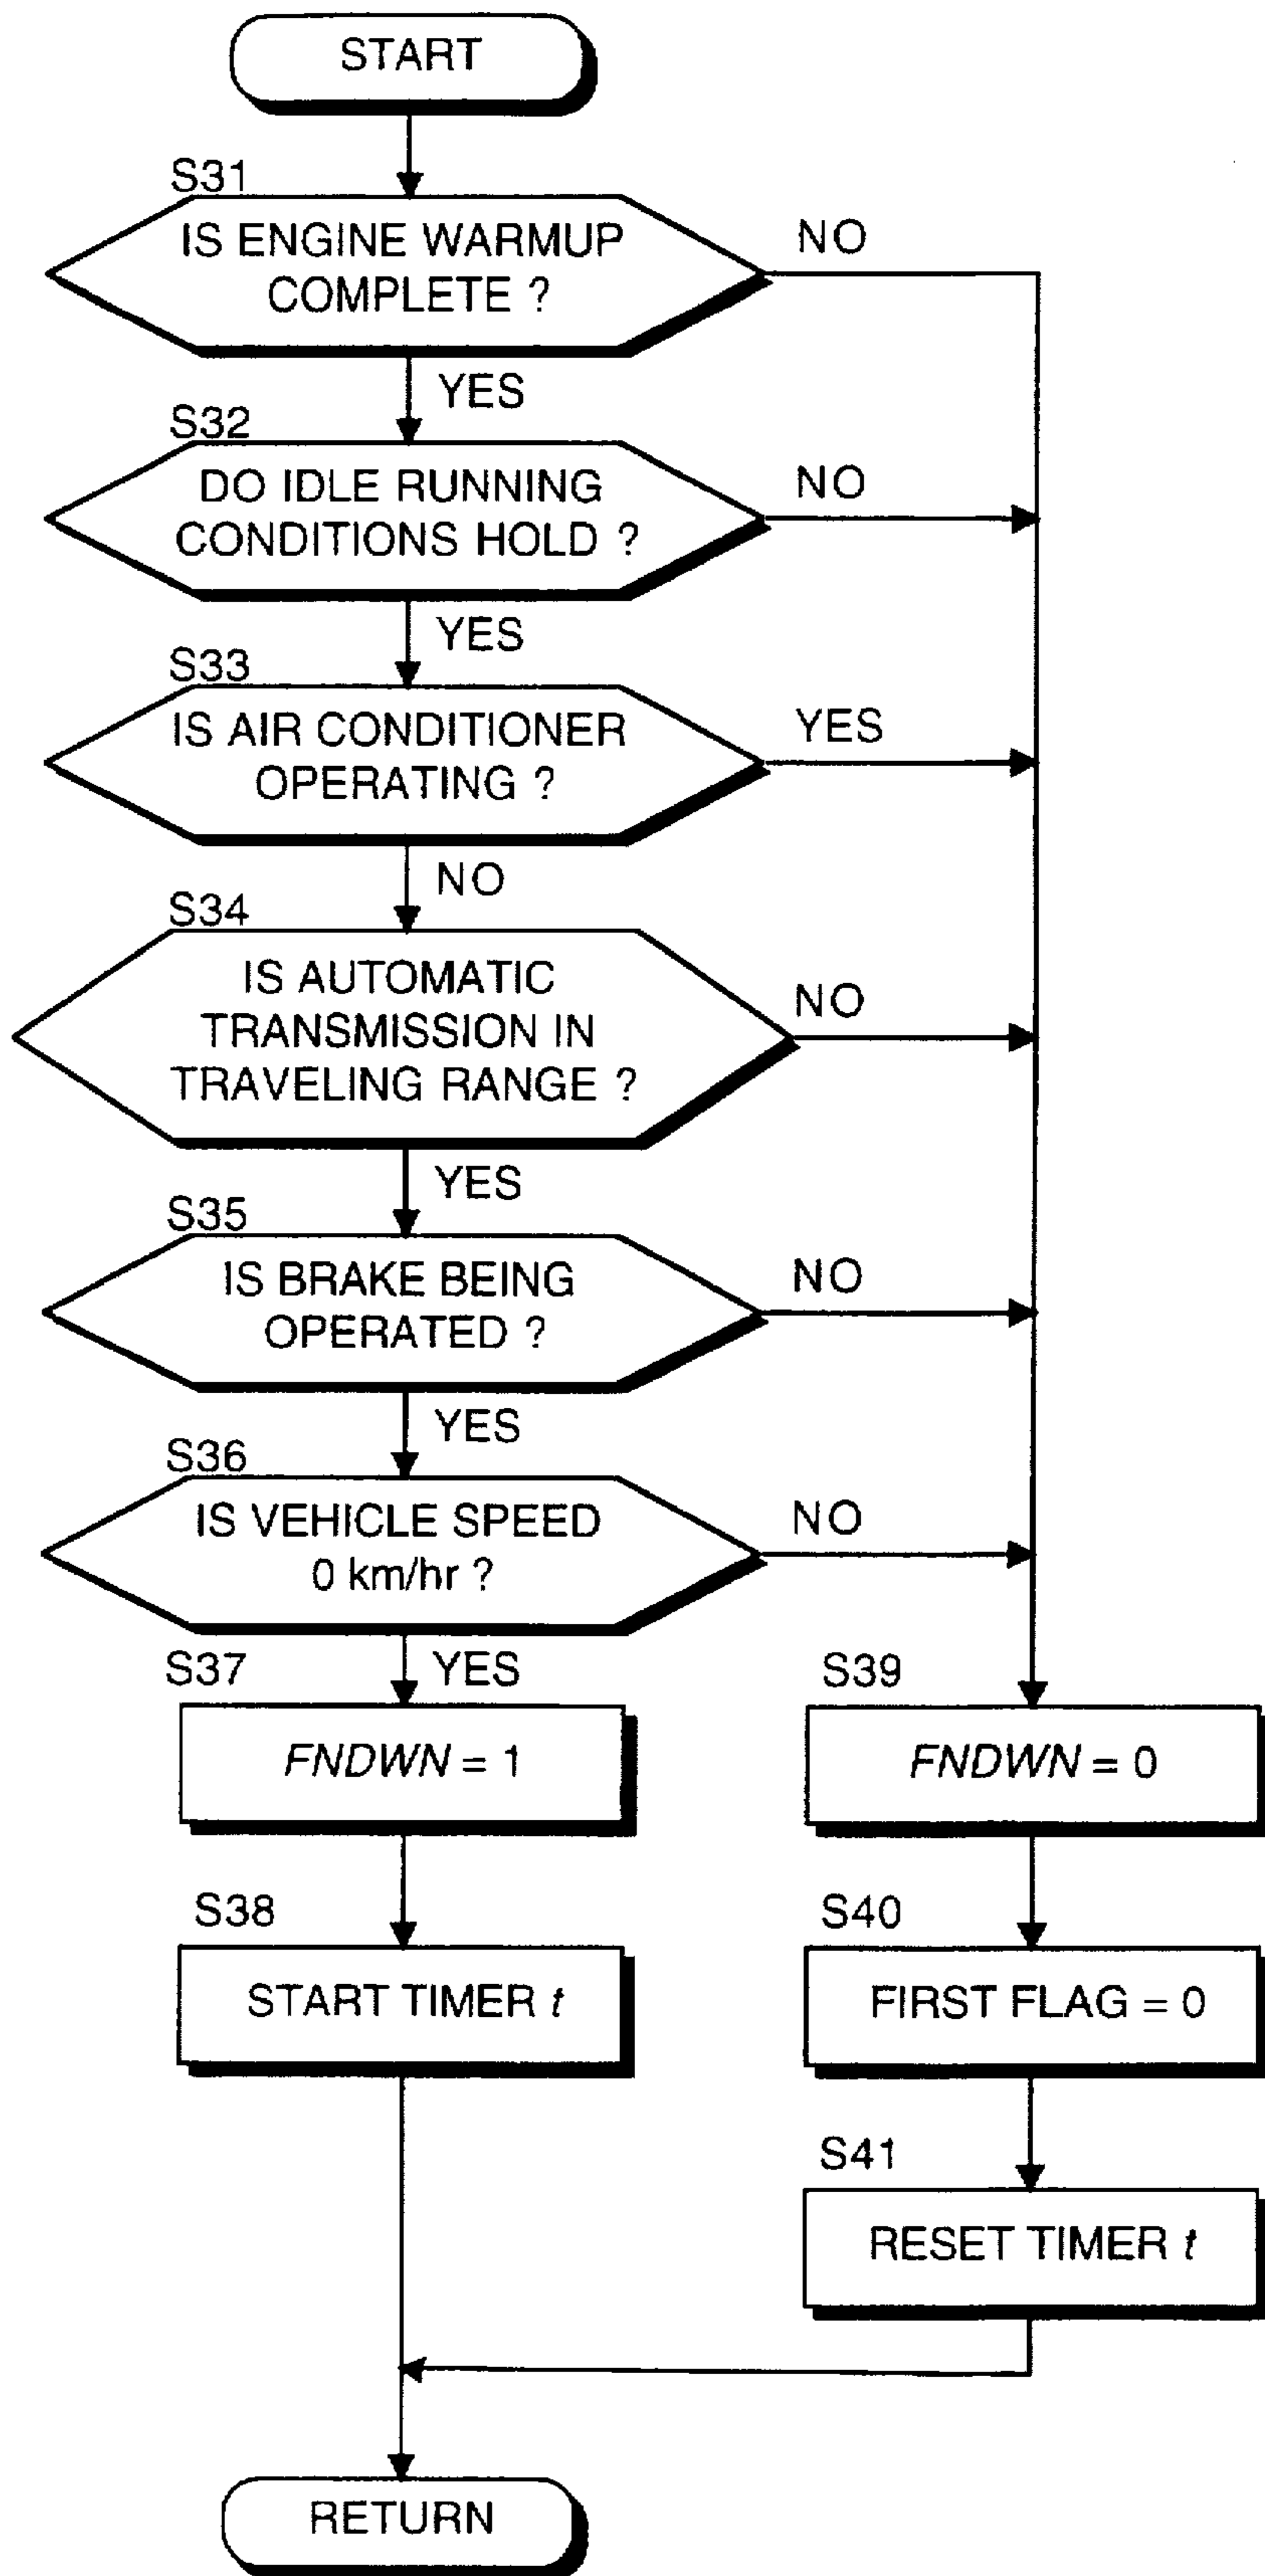 START
S31
IS ENGINE WARMUP
COMPLETE ?
NO
YES
S32
DO IDLE RUNNING
CONDITIONS HOLD ?
NO
YES
S33
IS AIR CONDITIONER
OPERATING ?
YES
NO
S34
IS AUTOMATIC
TRANSMISSION IN
TRAVELING RANGE ?
NO
YES
S35
IS BRAKE BEING
OPERATED ?
NO
YES
S36
IS VEHICLE SPEED
0 km/hr ?
NO
YES
S37
FNDWN = 1
S38
START TIMER t
S39
FNDWN = 0
S40
FIRST FLAG = 0
S41
RESET TIMER t
RETURN